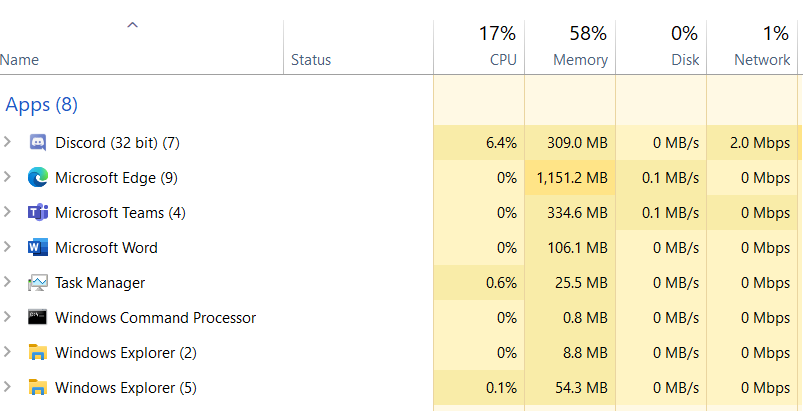 17% 58% 0% 1%
Name Status CPU Memory Disk Network
Apps (8)
Discord (32 bit) (7) 6.4% 309.0 MB 0 MB/s 2.0 Mbps
Microsoft Edge (9) 0% 1,151.2 MB 0.1 MB/s 0 Mbps
Microsoft Teams (4) 0% 334.6 MB 0.1 MB/s 0 Mbps
Microsoft Word 0% 106.1 MB 0 MB/s 0 Mbps
Task Manager 0.6% 25.5 MB 0 MB/s 0 Mbps
Windows Command Processor 0% 0.8 MB 0 MB/s 0 Mbps
Windows Explorer (2) 0% 8.8 MB 0 MB/s 0 Mbps
Windows Explorer (5) 0.1% 54.3 MB 0 MB/s 0 Mbps